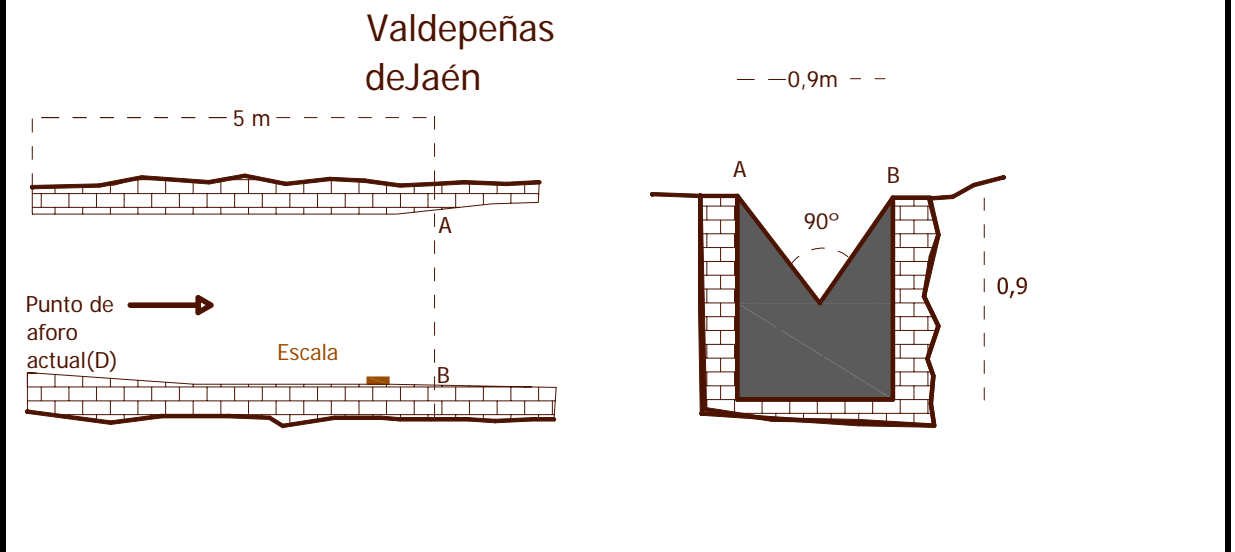 Valdepeñas
deJaén
5 m
A
Punto de
aforo
actual(D)
Escala
B
0,9m
A
B
90º
0,9